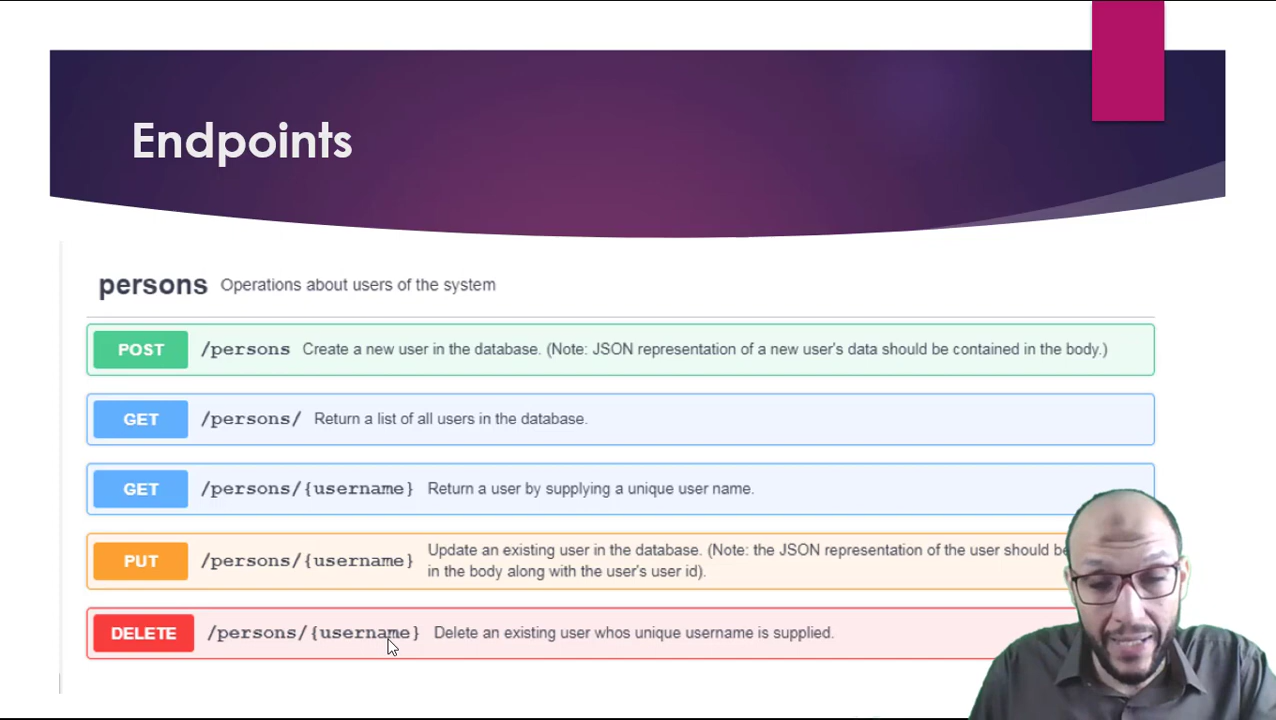 Endpoints
persons Operations about users of the system
POST /persons Create a new user in the database. (Note: JSON representation of a new user's data should be contained in the body.)
GET /persons/ Return a list of all users in the database.
GET /persons/{username} Return a user by supplying a unique user name.
PUT /persons/{username} Update an existing user in the database. (Note: the JSON representation of the user should be
in the body along with the user's user id).
DELETE /persons/{username} Delete an existing user whos unique username is supplied.